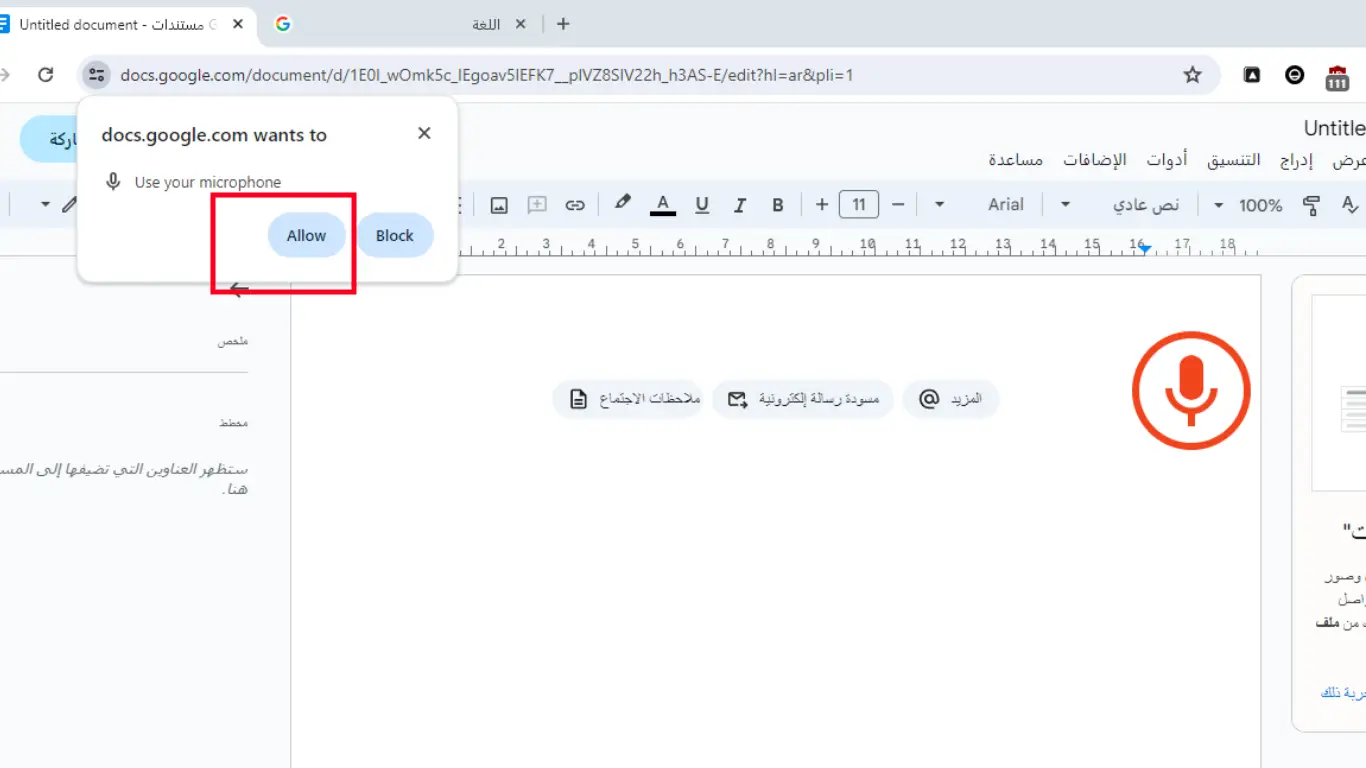 Untitled document - مستندات G
اللغة
docs.google.com/document/d/1E0l_wOmk5c_lEgoav5lEFK7__plVZ8SlV22h_h3AS-E/edit?hl=ar&pli=1
111
docs.google.com wants to
Use your microphone
Allow
Block
اركة
Untitle
عرض إدراج التنسيق أدوات الإضافات مساعدة
100% نص عادي Arial 11 B I U A
2 3 4 5 6 7 8 9 10 11 12 13 14 15 16 17 18
ملخص
مخطط
ستظهر العناوين التي تضيفها إلى المس
هنا.
المزيد
مسودة رسالة إلكترونية
ملاحظات الاجتماع
ت"
وصور
اصل
من ملف
جربة ذلك